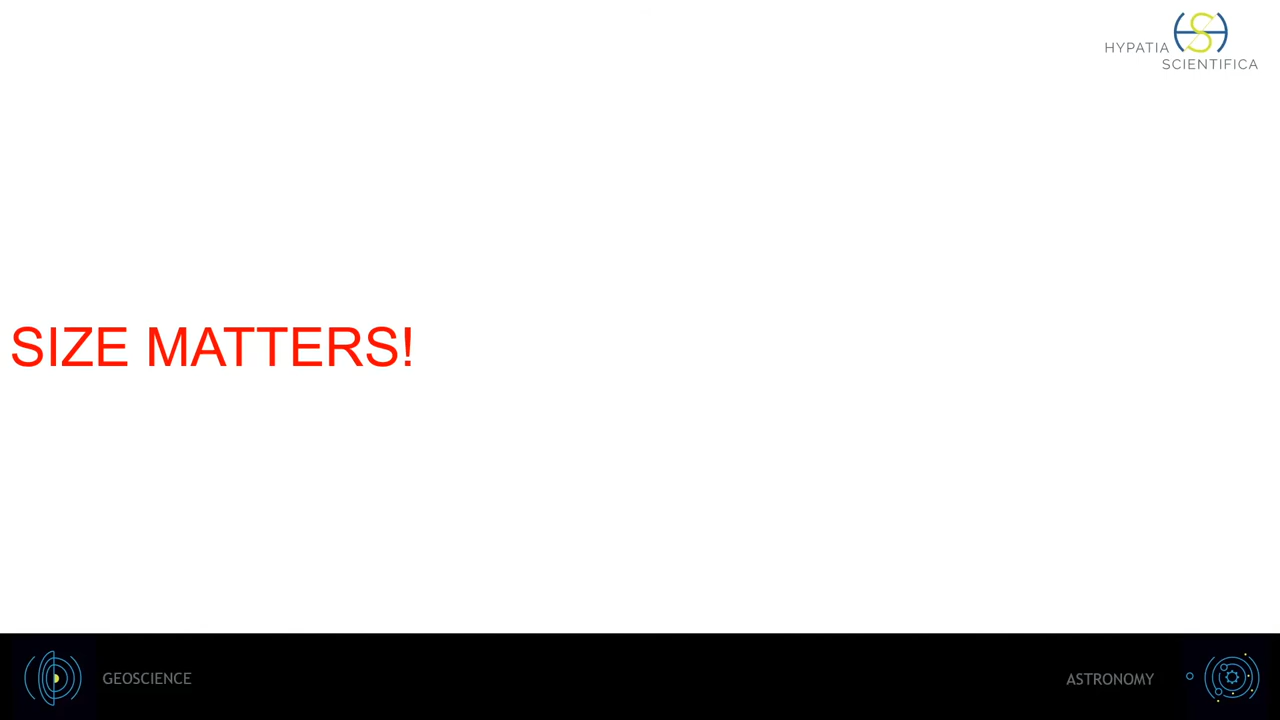 HYPATIA
SCIENTIFICA
SIZE MATTERS!
GEOSCIENCE
ASTRONOMY